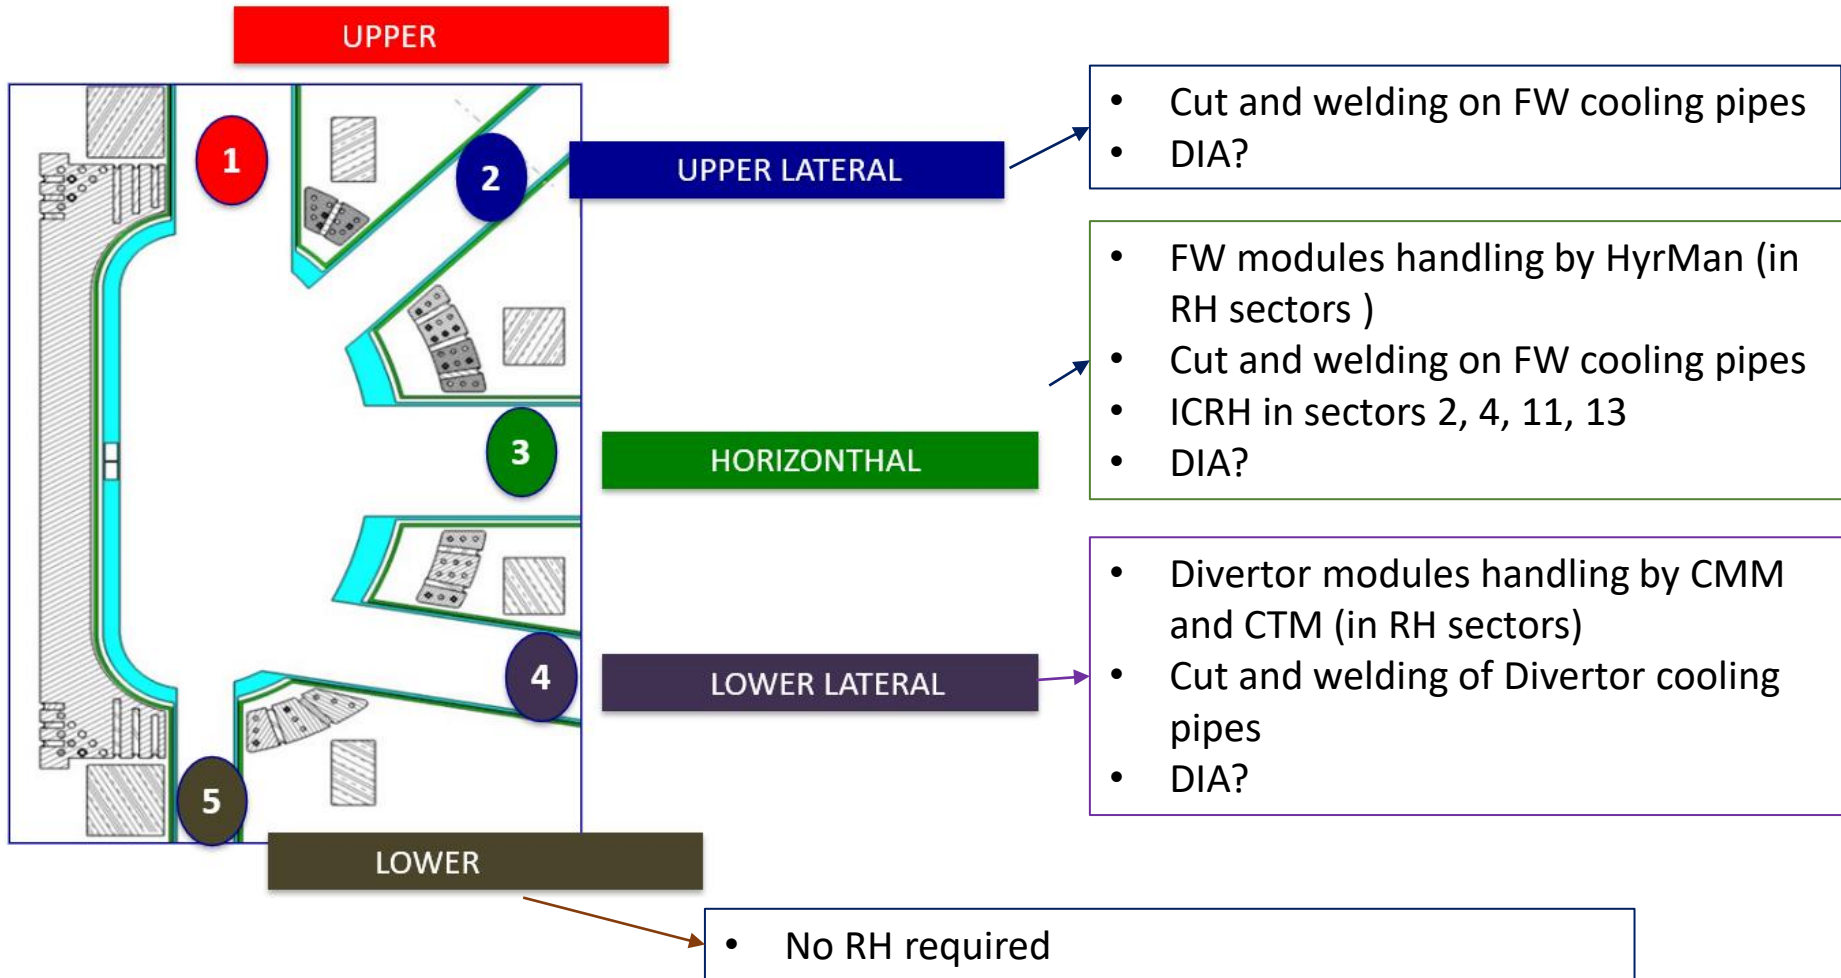 UPPER
1
2
UPPER LATERAL
• Cut and welding on FW cooling pipes
• DIA?
3
HORIZONTHAL
• FW modules handling by HyrMan (in
RH sectors )
• Cut and welding on FW cooling pipes
• ICRH in sectors 2, 4, 11, 13
• DIA?
4
LOWER LATERAL
• Divertor modules handling by CMM
and CTM (in RH sectors)
• Cut and welding of Divertor cooling
pipes
• DIA?
5
LOWER
• No RH required